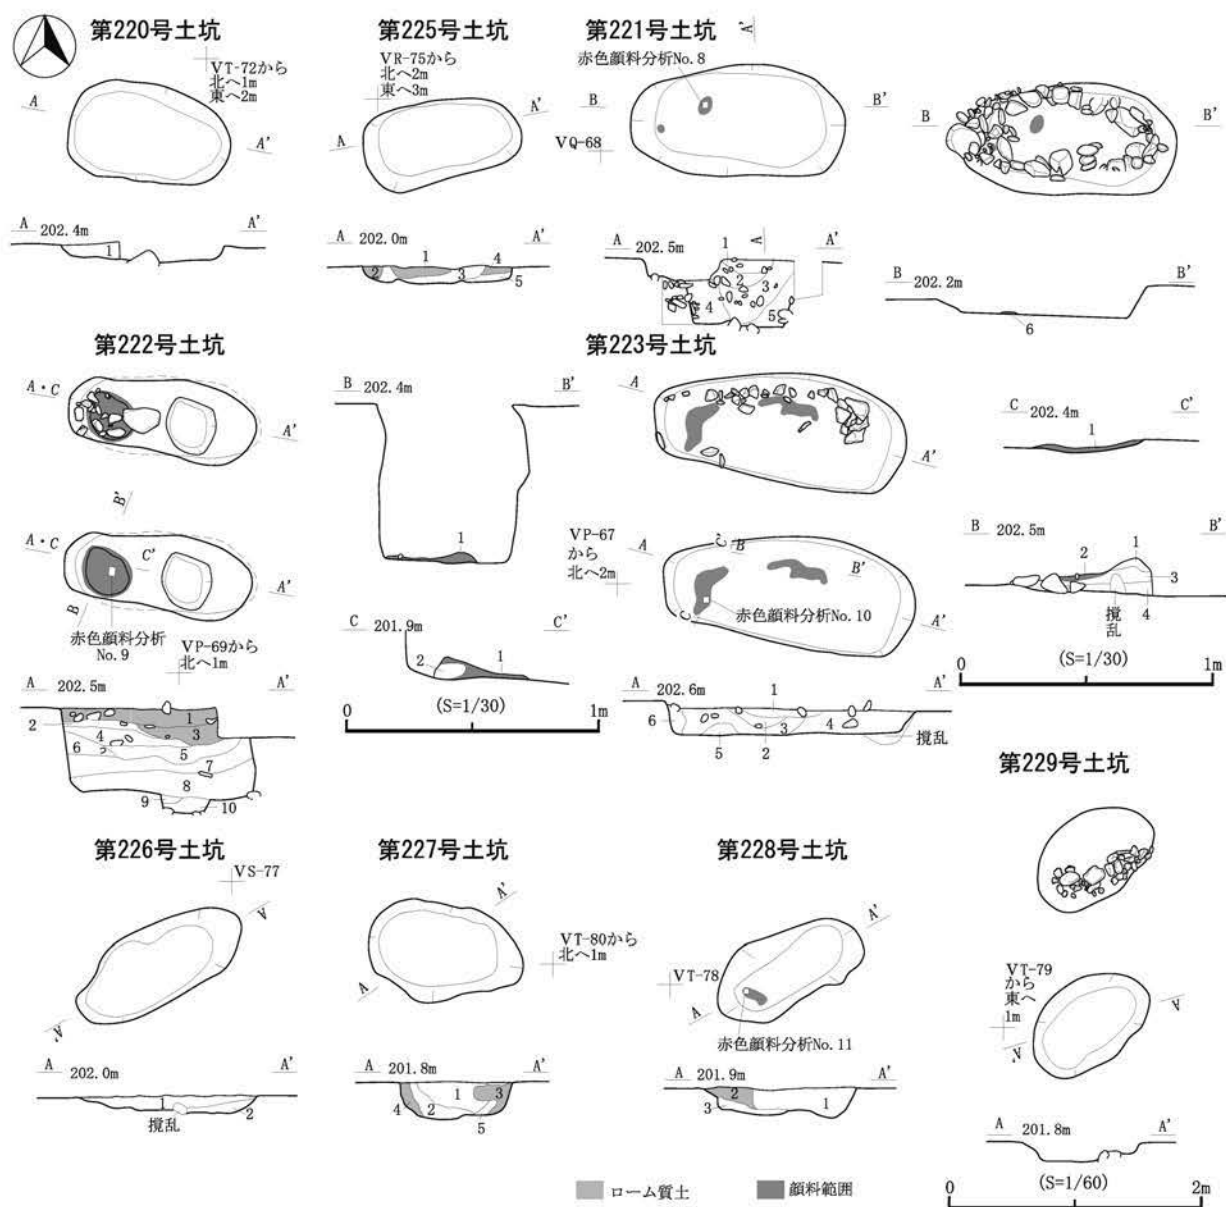 第220号土坑
VT-72から
北へ1m
東へ2m
A
A'
A 202.4m A'
1
第225号土坑
VR-75から
北へ2m
東へ3m
A
A'
A 202.0m A'
1
2
3
4
5
第221号土坑
赤色顔料分析No.8
A'
B
B'
VQ-68
A
A 202.5m A'
1
2
3
4
5
B
B'
B 202.2m B'
6
第222号土坑
A・C
A'
B'
A・C
C'
A'
B
赤色顔料分析
No.9
VP-69から
北へ1m
A 202.5m A'
1
2
3
4
5
6
7
8
9
10
B 202.4m B'
1
C 201.9m C'
1
2
0 (S=1/30) 1m
第223号土坑
A
A'
VP-67
から
北へ2m
A
C'
B
B'
C
赤色顔料分析No.10
A'
A 202.6m A'
1
2
3
4
5
6
撹乱
C 202.4m C'
1
B 202.5m B'
1
2
3
4
撹乱
0 (S=1/30) 1m
第226号土坑
VS-77
A
A'
A 202.0m A'
1
2
撹乱
第227号土坑
A'
VT-80から
北へ1m
A
A 201.8m A'
1
2
3
4
5
第228号土坑
A'
VT-78
A
赤色顔料分析No.11
A 201.9m A'
1
2
3
第229号土坑
VT-79
から
東へ
1m
A
A'
A 201.8m A'
0 (S=1/60) 2m
ローム質土
顔料範囲